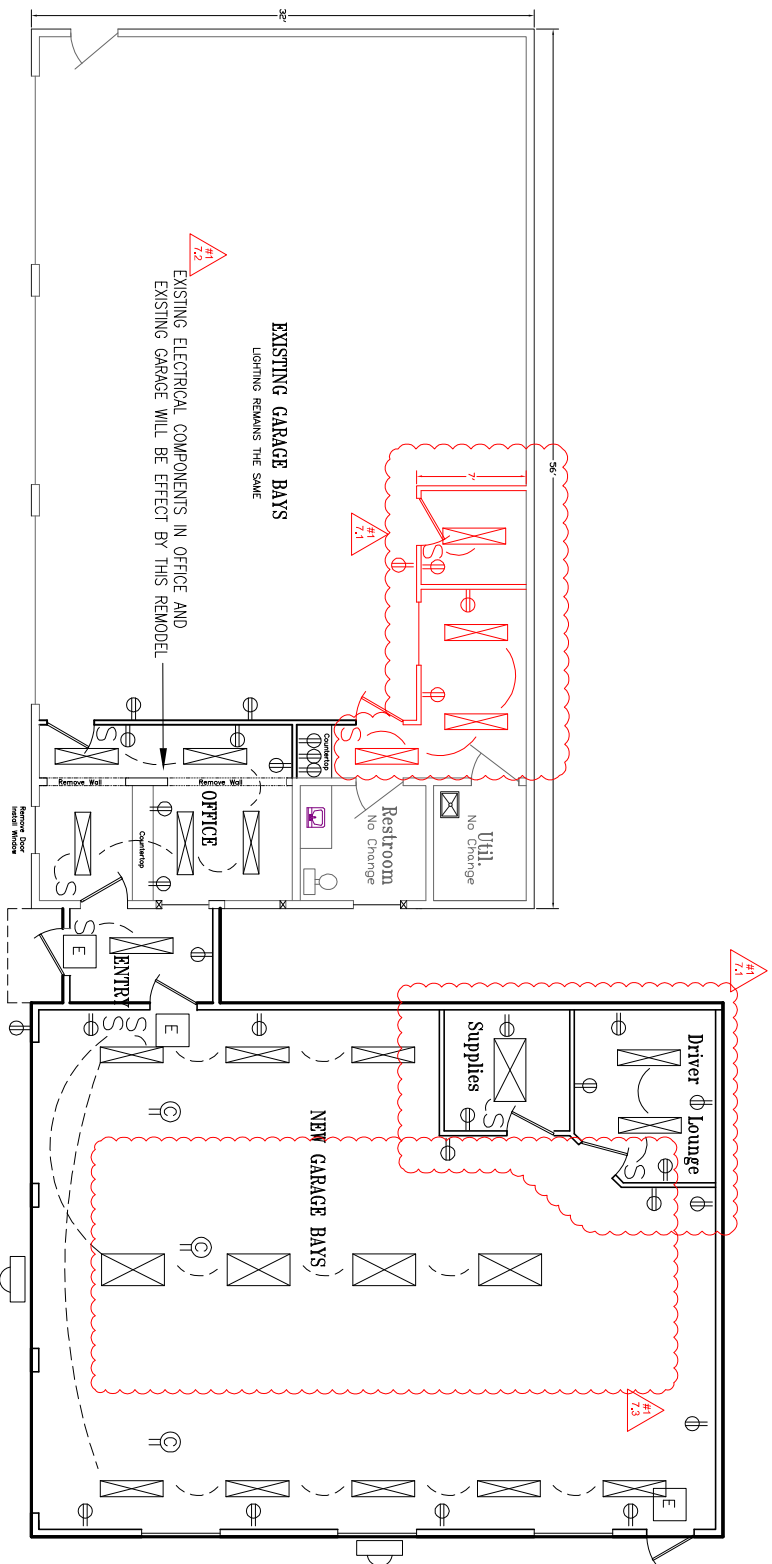 32'
56'
#1
7.2
EXISTING ELECTRICAL COMPONENTS IN OFFICE AND
EXISTING GARAGE WILL BE EFFECT BY THIS REMODEL
EXISTING GARAGE BAYS
LIGHTING REMAINS THE SAME
7'
#1
7.1
S
S
S
Countertop
Remove Wall
Remove Wall
OFFICE
Countertop
S
Remove Door
Install Window
Restroom
No Change
Util.
No Change
S
E
ENTRY
#1
7.1
Driver Lounge
S
Supplies
S
E
S
S
C
NEW GARAGE BAYS
C
C
#1
7.3
E